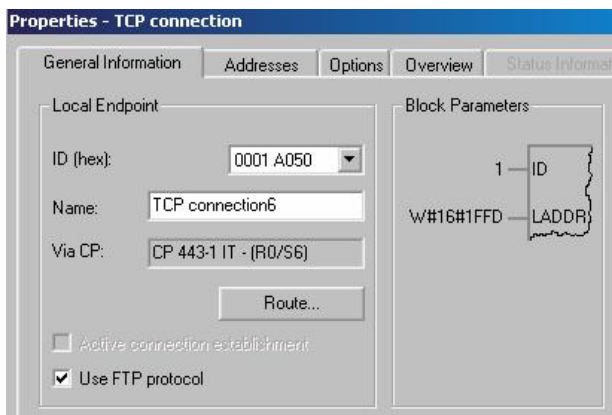 Properties - TCP connection
General Information Addresses Options Overview Status Informat
Local Endpoint
ID (hex): 0001 A050
Name: TCP connection6
Via CP: CP 443-1 IT - (R0/S6)
Route...
Active connection establishment
Use FTP protocol
Block Parameters
1 ID
W#16#1FFD LADDR